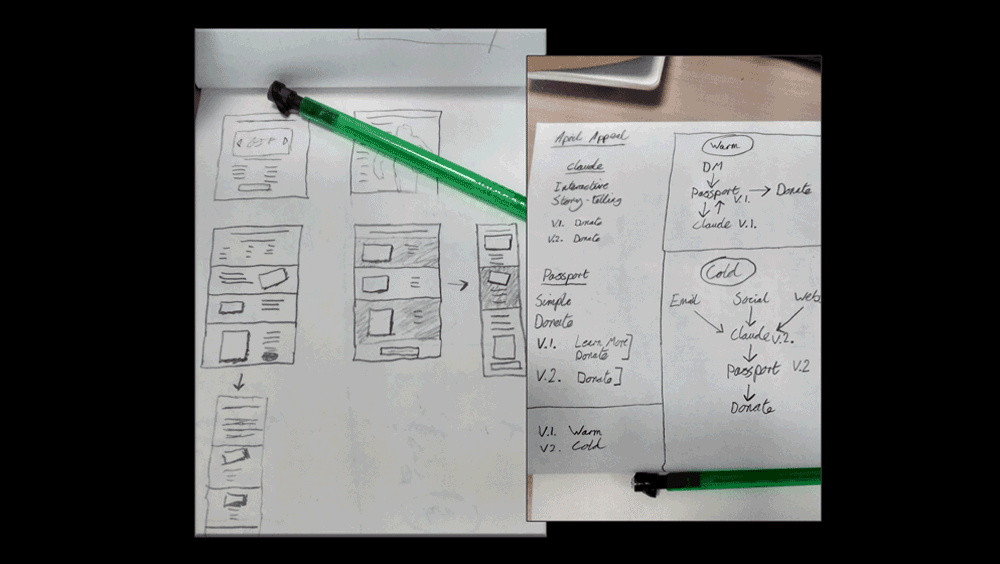 April Appeal
Claude
Interactive
Story-telling
V.1. Donate
V.2. Donate
Passport
Simple
Donate
V.1. Learn More
Donate
V.2. Donate
V.1. Warm
V2. Cold
Warm
DM
Passport V.1. → Donate
Claude V.1.
Cold
Email Social Web
Claude V.2.
Passport V.2
Donate